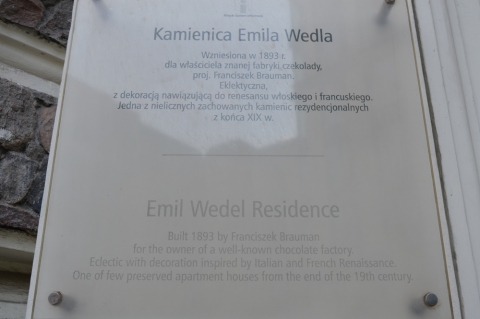 Kamienica Emila Wedla
Wzniesiona w 1893 r.
dla właściciela znanej fabryki czekolady,
proj. Franciszek Brauman.
Eklektyczna,
z dekoracją nawiązującą do renesansu włoskiego i francuskiego.
Jedna z nielicznych zachowanych kamienic rezydencjonalnych
z końca XIX w.
Emil Wedel Residence
Built 1893 by Franciszek Brauman
for the owner of a well-known chocolate factory.
Eclectic with decoration inspired by Italian and French Renaissance.
One of few preserved apartment houses from the end of the 19th century.